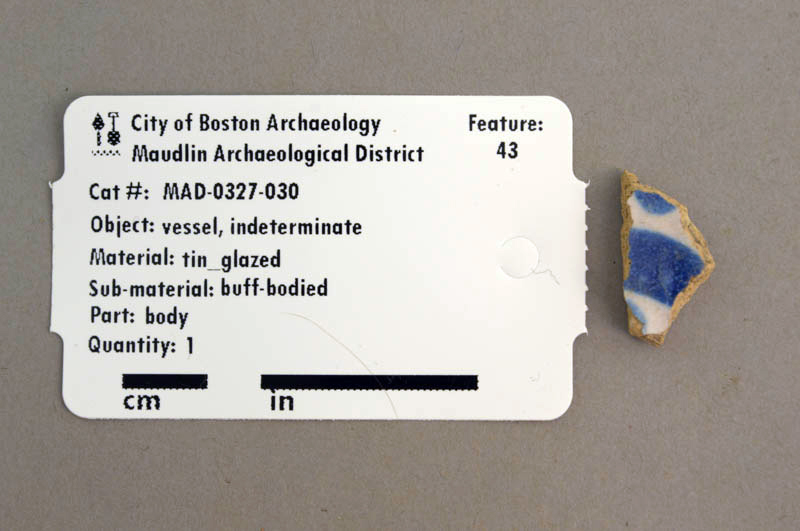 City of Boston Archaeology
Maudlin Archaeological District
Feature:
43
Cat #: MAD-0327-030
Object: vessel, indeterminate
Material: tin_glazed
Sub-material: buff-bodied
Part: body
Quantity: 1
cm in